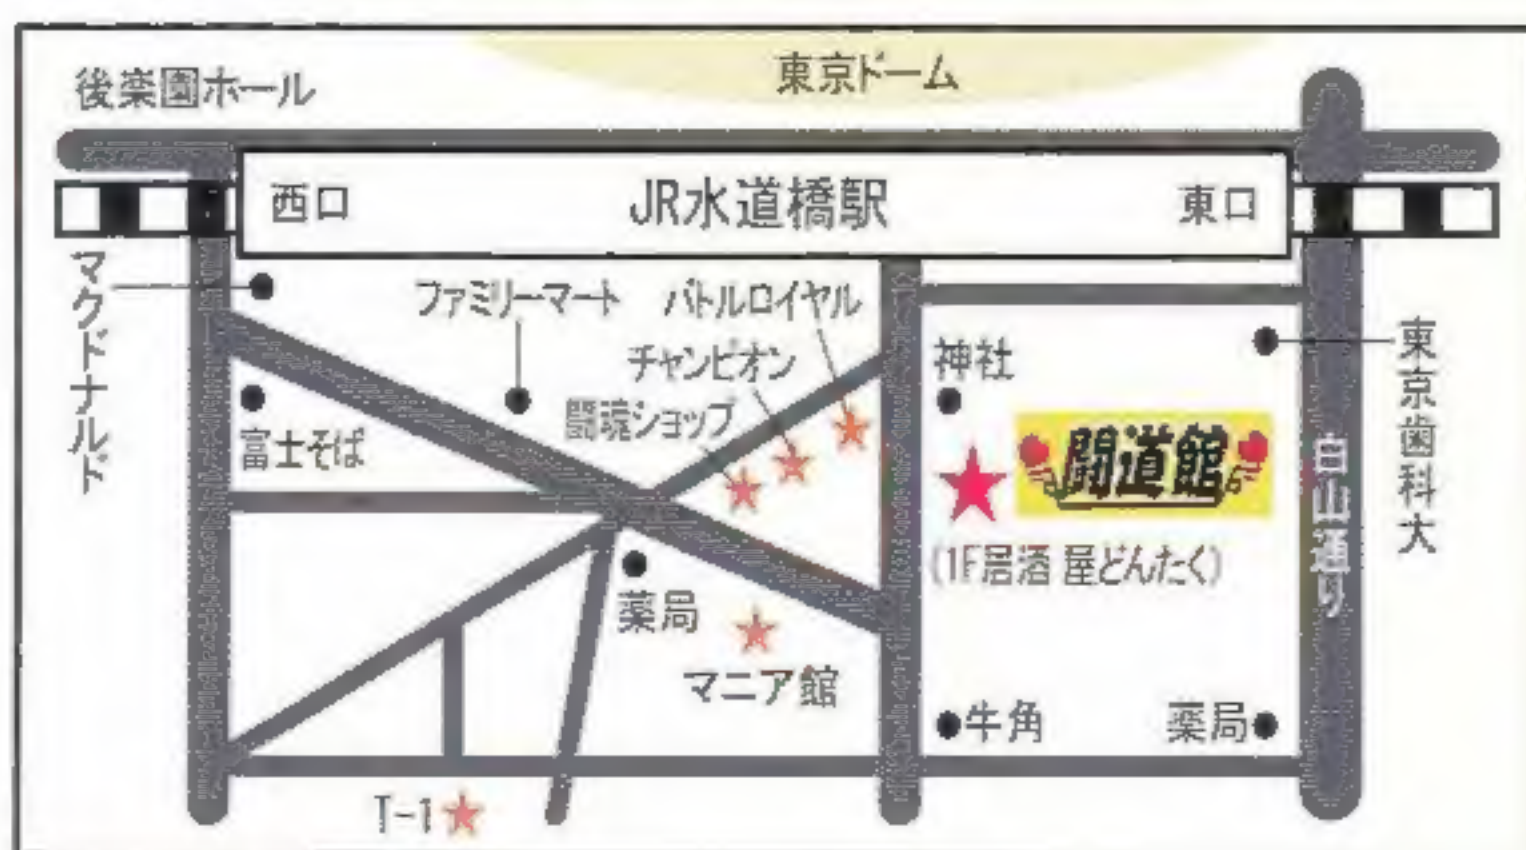 後楽園ホール
東京ドーム
西口
JR水道橋駅
東口
マクドナルド
ファミリーマート
バトルロイヤル
チャンピオン
闘魂ショップ
神社
東京歯科大
富士そば
闘道館
(1F居酒屋どんたく)
白山通り
薬局
マニア館
牛角
薬局
T-1